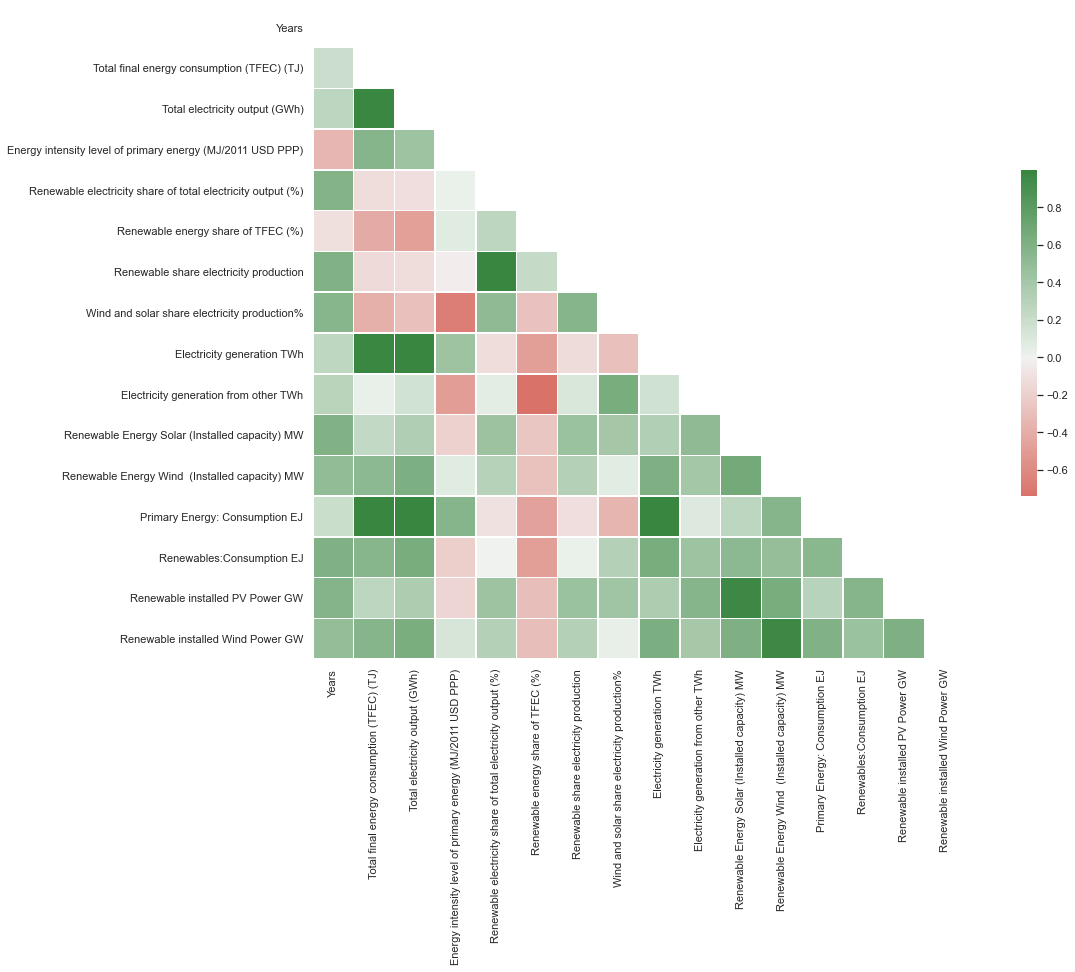 Years
Total final energy consumption (TFEC) (TJ)
Total electricity output (GWh)
Energy intensity level of primary energy (MJ/2011 USD PPP)
Renewable electricity share of total electricity output (%)
Renewable energy share of TFEC (%)
Renewable share electricity production
Wind and solar share electricity production%
Electricity generation TWh
Electricity generation from other TWh
Renewable Energy Solar (Installed capacity) MW
Renewable Energy Wind  (Installed capacity) MW
Primary Energy: Consumption EJ
Renewables:Consumption EJ
Renewable installed PV Power GW
Renewable installed Wind Power GW
Years
Total final energy consumption (TFEC) (TJ)
Total electricity output (GWh)
Energy intensity level of primary energy (MJ/2011 USD PPP)
Renewable electricity share of total electricity output (%)
Renewable energy share of TFEC (%)
Renewable share electricity production
Wind and solar share electricity production%
Electricity generation TWh
Electricity generation from other TWh
Renewable Energy Solar (Installed capacity) MW
Renewable Energy Wind  (Installed capacity) MW
Primary Energy: Consumption EJ
Renewables:Consumption EJ
Renewable installed PV Power GW
Renewable installed Wind Power GW
0.8
0.6
0.4
0.2
0.0
−0.2
−0.4
−0.6